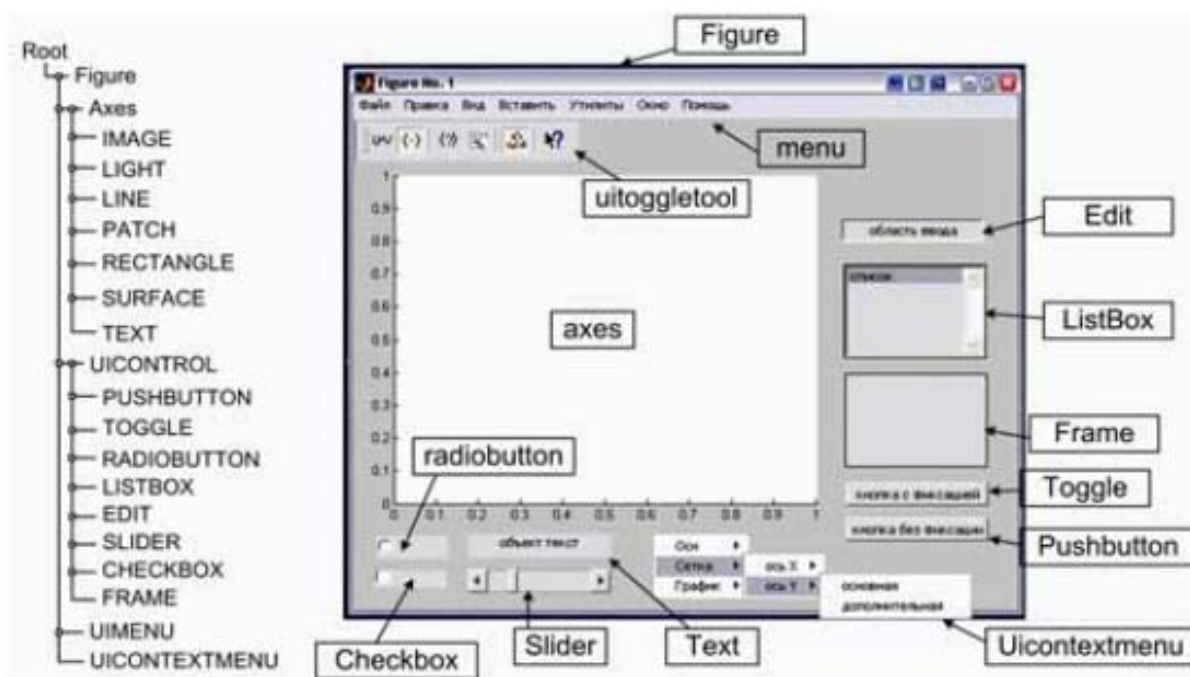 Root
Figure
Axes
IMAGE
LIGHT
LINE
PATCH
RECTANGLE
SURFACE
TEXT
UICONTROL
PUSHBUTTON
TOGGLE
RADIOBUTTON
LISTBOX
EDIT
SLIDER
CHECKBOX
FRAME
UIMENU
UICONTEXTMENU
Figure
Figure No. 1
Файл Правка Вид Вставить Утилиты Окно Помощь
menu
uitoggletool
1
0.9
0.8
0.7
0.6
0.5
0.4
0.3
0.2
0.1
0
0 0.1 0.2 0.3 0.4 0.5 0.6 0.7 0.8 0.9 1
axes
область ввода
Edit
список
ListBox
Frame
кнопка с фиксацией
Toggle
кнопка без фиксации
Pushbutton
radiobutton
объект текст
Оси
Сетка
График
ось X
ось Y
основная
дополнительная
Checkbox
Slider
Text
Uicontextmenu